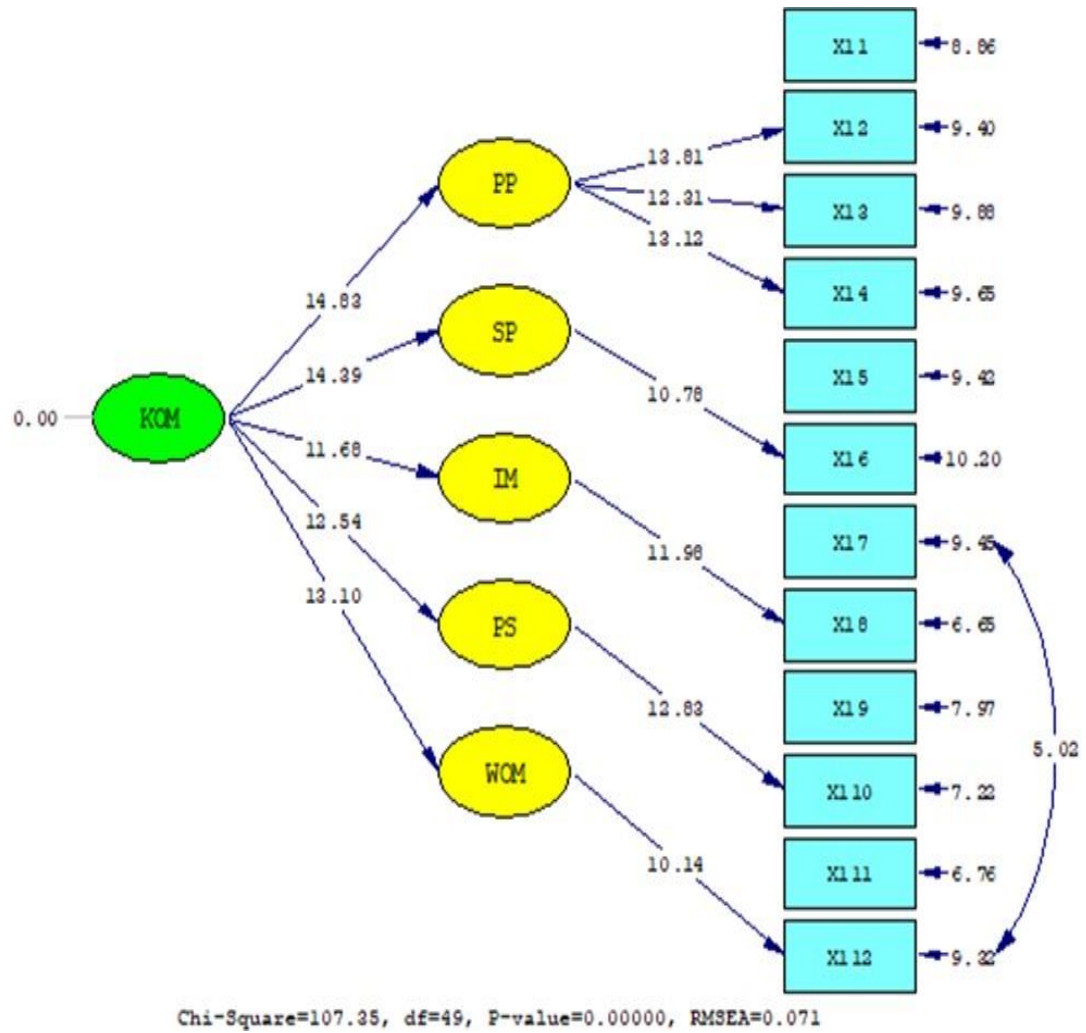 X11
8.86
X12
9.40
13.81
PP
12.31
X13
9.88
13.12
X14
9.65
14.83
SP
X15
9.42
14.39
10.78
0.00
KOM
X16
10.20
11.68
IM
12.54
X17
9.45
11.98
13.10
PS
X18
6.65
12.83
X19
7.97
5.02
WOM
X110
7.22
10.14
X111
6.76
X112
9.32
Chi-Square=107.35, df=49, P-value=0.00000, RMSEA=0.071